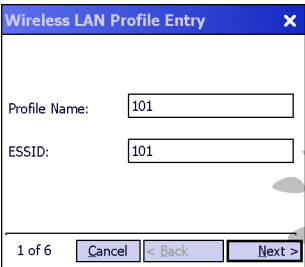 Wireless LAN Profile Entry X
Profile Name: 101
ESSID: 101
1 of 6 Cancel < Back Next >